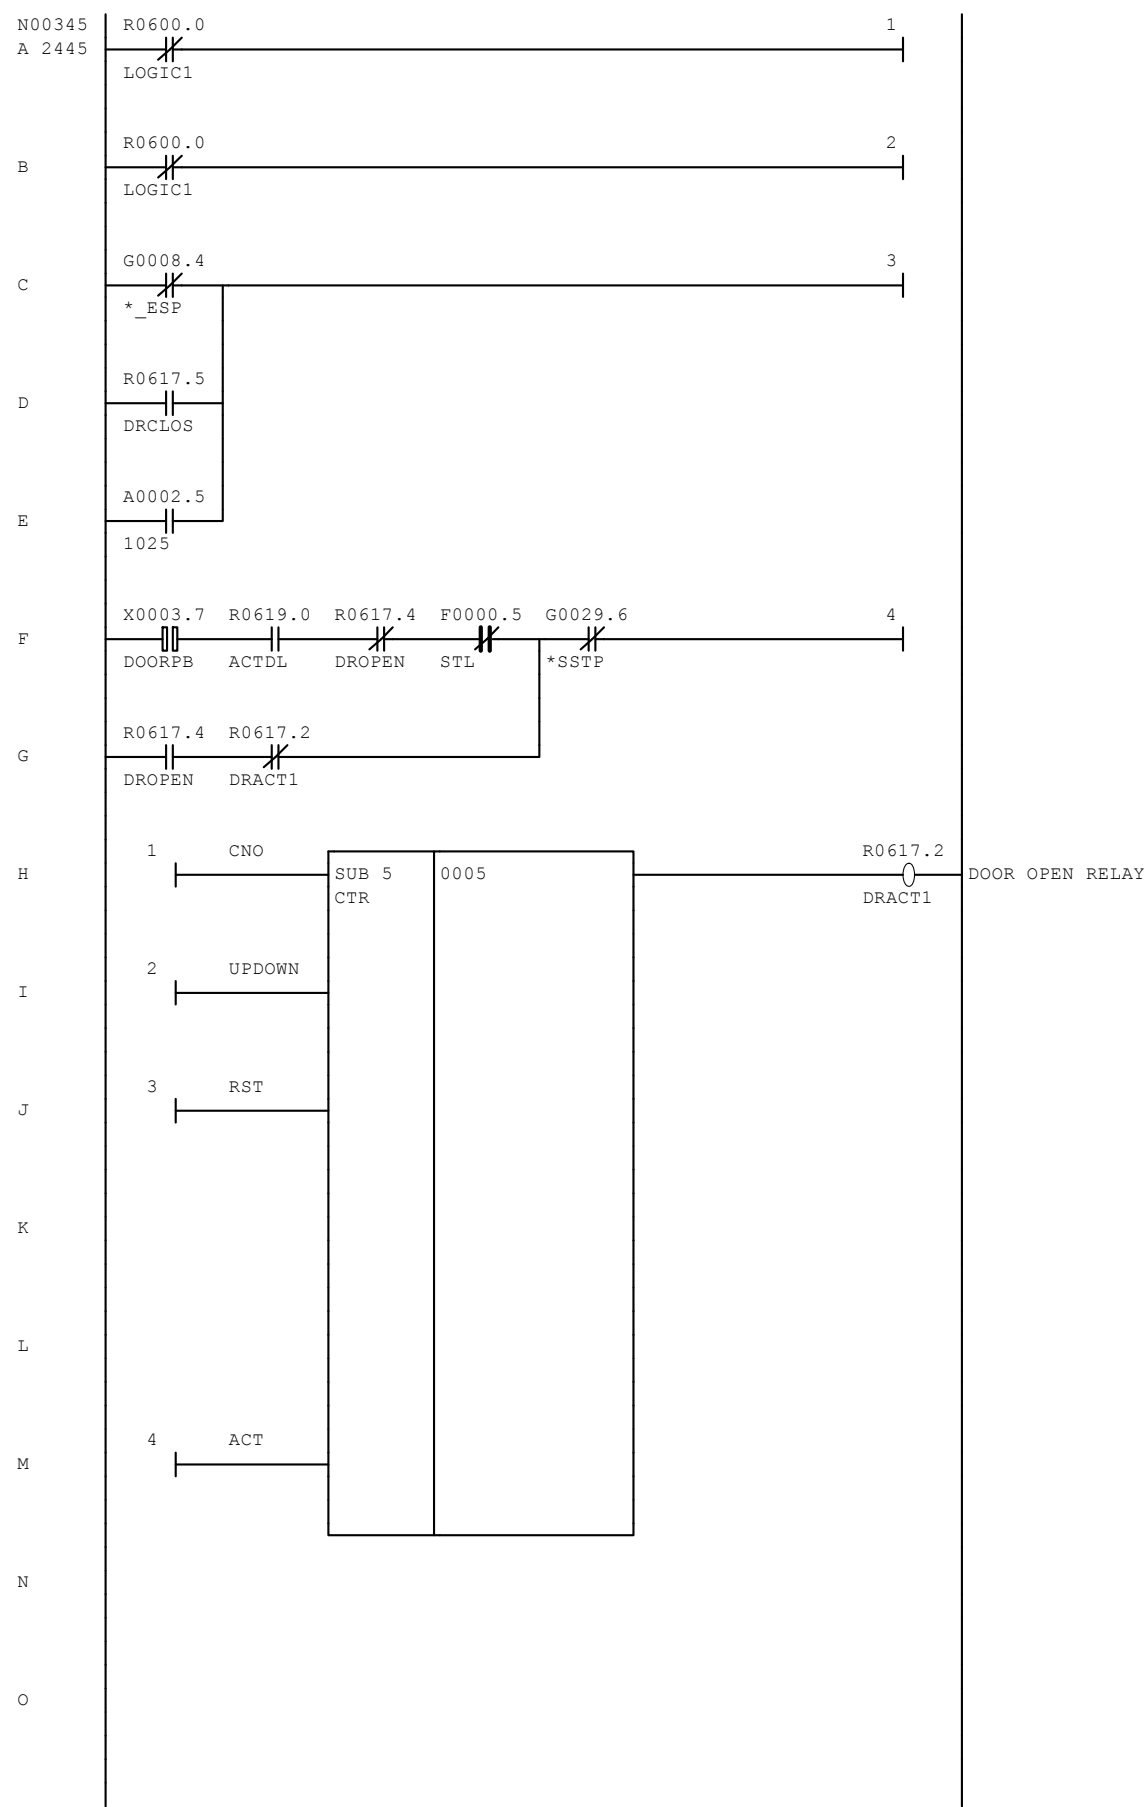 N00345 R0600.0 1
A 2445
LOGIC1
R0600.0 2
B
LOGIC1
G0008.4 3
C
*_ESP
R0617.5
D
DRCLOS
A0002.5
E
1025
X0003.7 R0619.0 R0617.4 F0000.5 G0029.6 4
F
DOORPB ACTDL DROPEN STL *SSTP
R0617.4 R0617.2
G
DROPEN DRACT1
1 CNO R0617.2
H SUB 5 0005 DOOR OPEN RELAY
CTR DRACT1
2 UPDOWN
I
3 RST
J
K
L
4 ACT
M
N
O